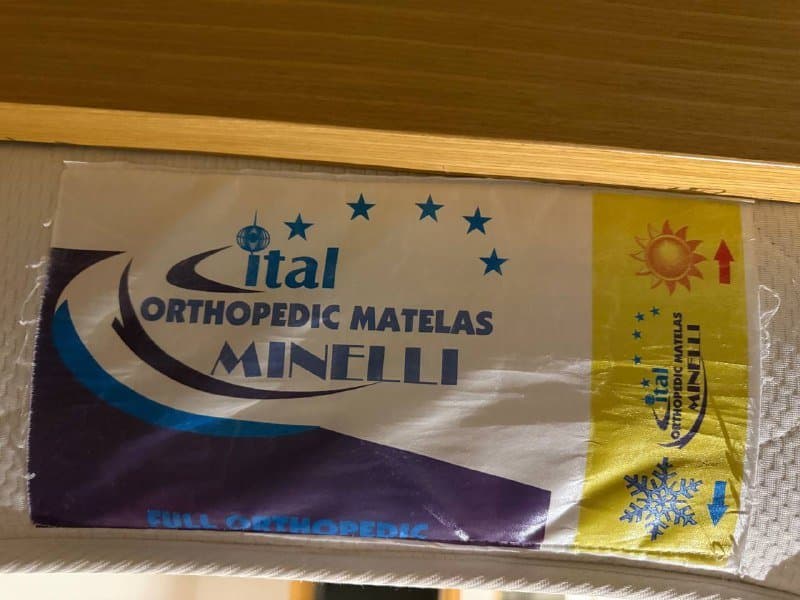 ital
ORTHOPEDIC MATELAS
MINELLI
FULL ORTHOPEDIC
ital
ORTHOPEDIC MATELAS
MINELLI